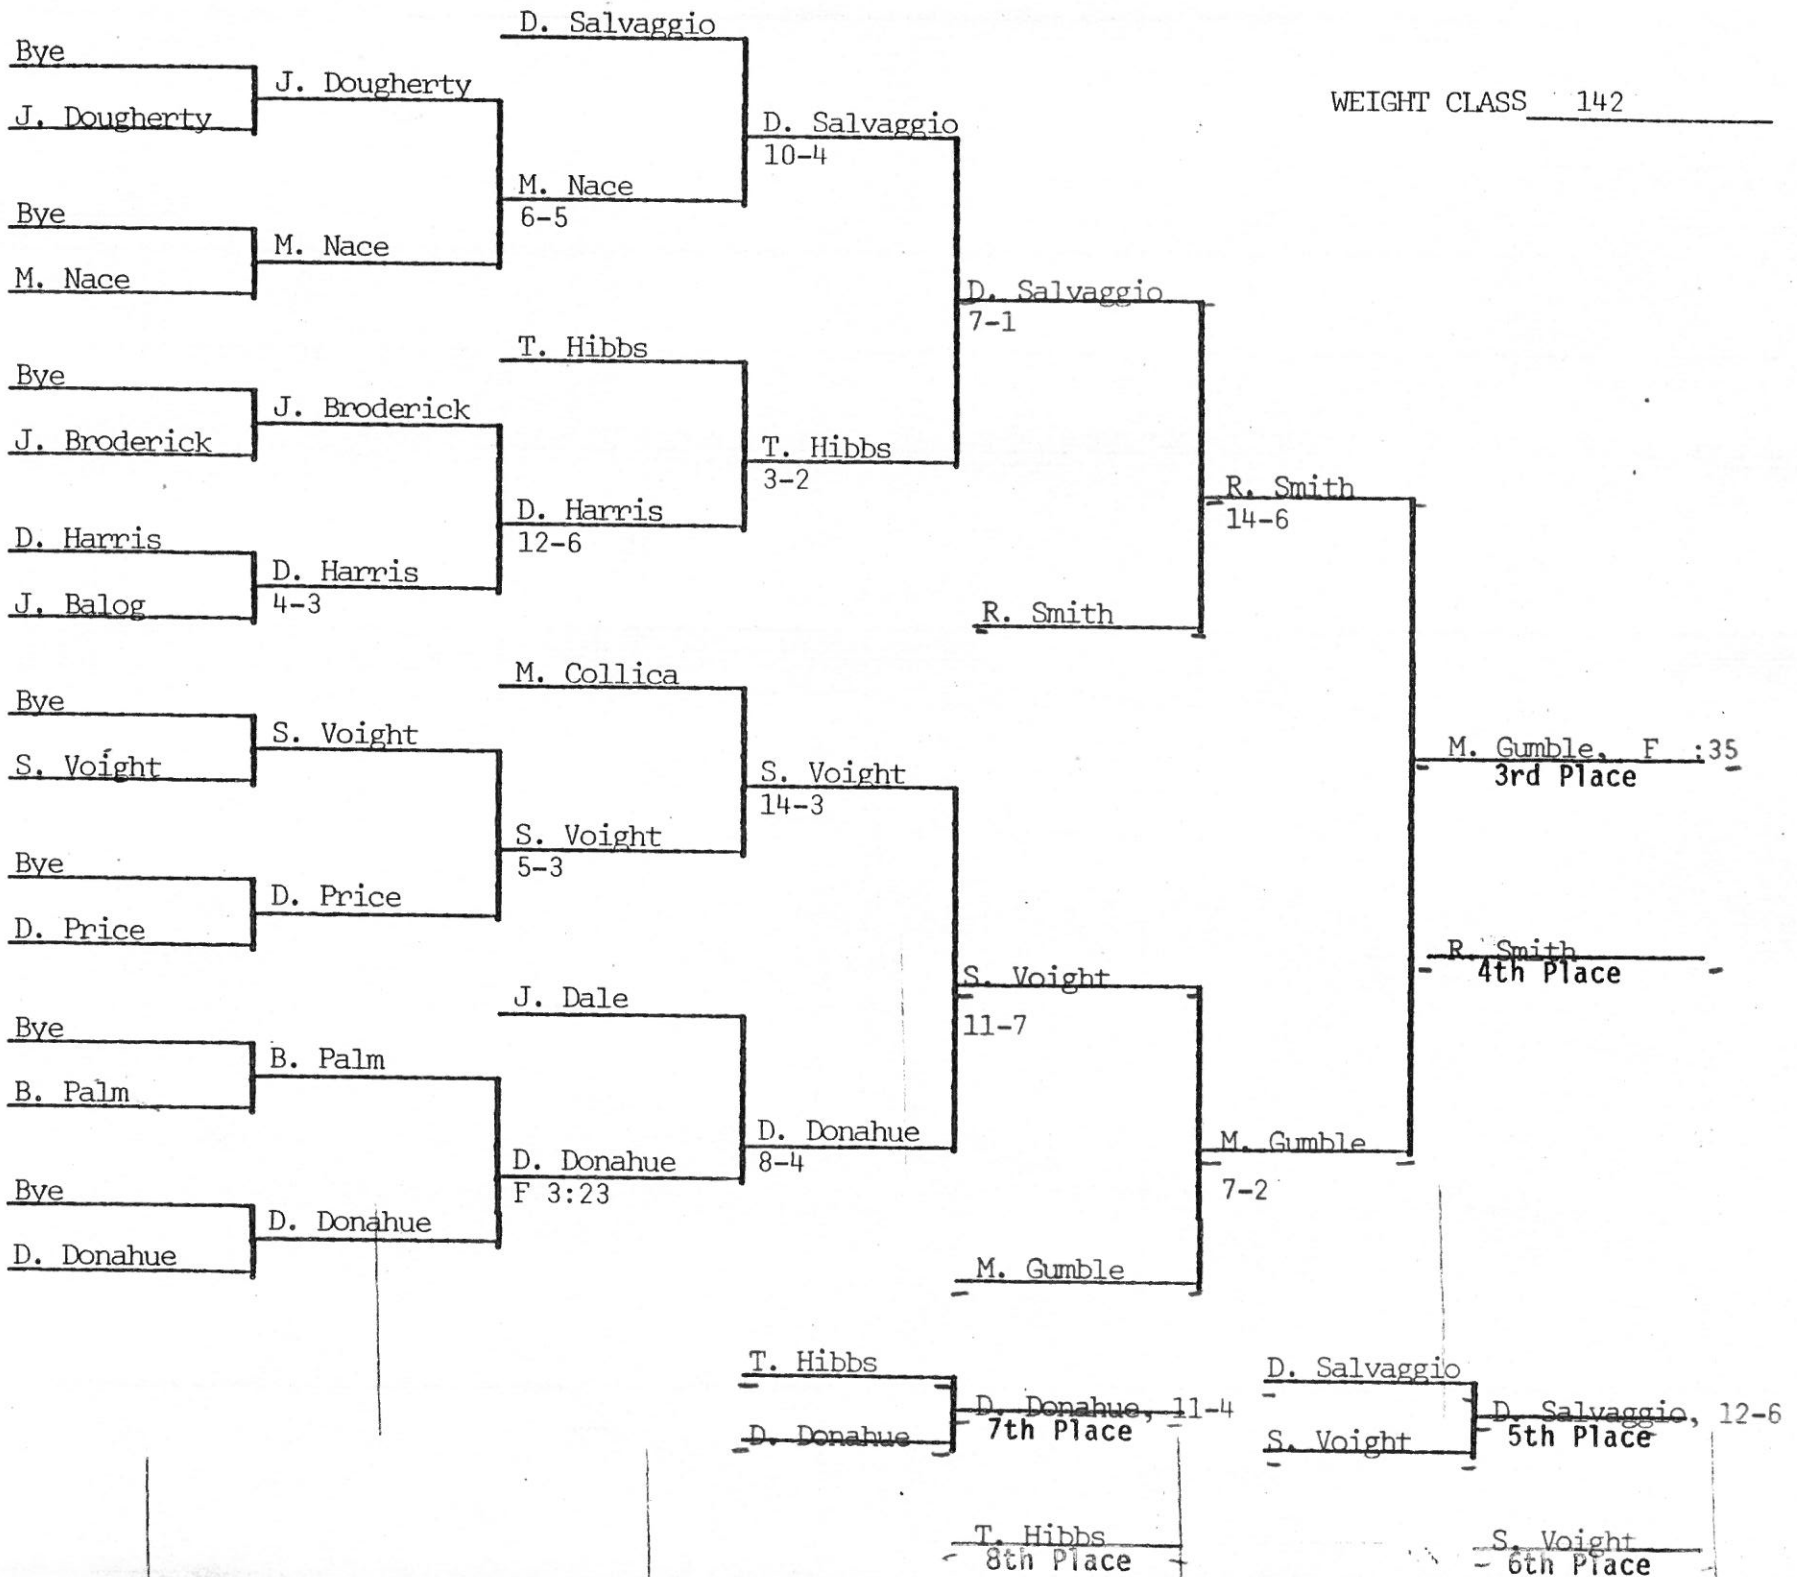 WEIGHT CLASS 142
Bye
J. Dougherty
Bye
M. Nace
Bye
J. Broderick
D. Harris
J. Balog
Bye
S. Voight
Bye
D. Price
Bye
B. Palm
Bye
D. Donahue
J. Dougherty
M. Nace
J. Broderick
D. Harris
4-3
S. Voight
D. Price
B. Palm
D. Donahue
D. Salvaggio
M. Nace
6-5
T. Hibbs
D. Harris
12-6
M. Collica
S. Voight
5-3
J. Dale
D. Donahue
F 3:23
D. Salvaggio
10-4
T. Hibbs
3-2
S. Voight
14-3
D. Donahue
8-4
D. Salvaggio
7-1
R. Smith
S. Voight
11-7
M. Gumble
R. Smith
14-6
M. Gumble
7-2
M. Gumble, F :35
3rd Place
R. Smith
4th Place
T. Hibbs
D. Donahue
D. Donahue, 11-4
7th Place
T. Hibbs
8th Place
D. Salvaggio
S. Voight
D. Salvaggio, 12-6
5th Place
S. Voight
6th Place